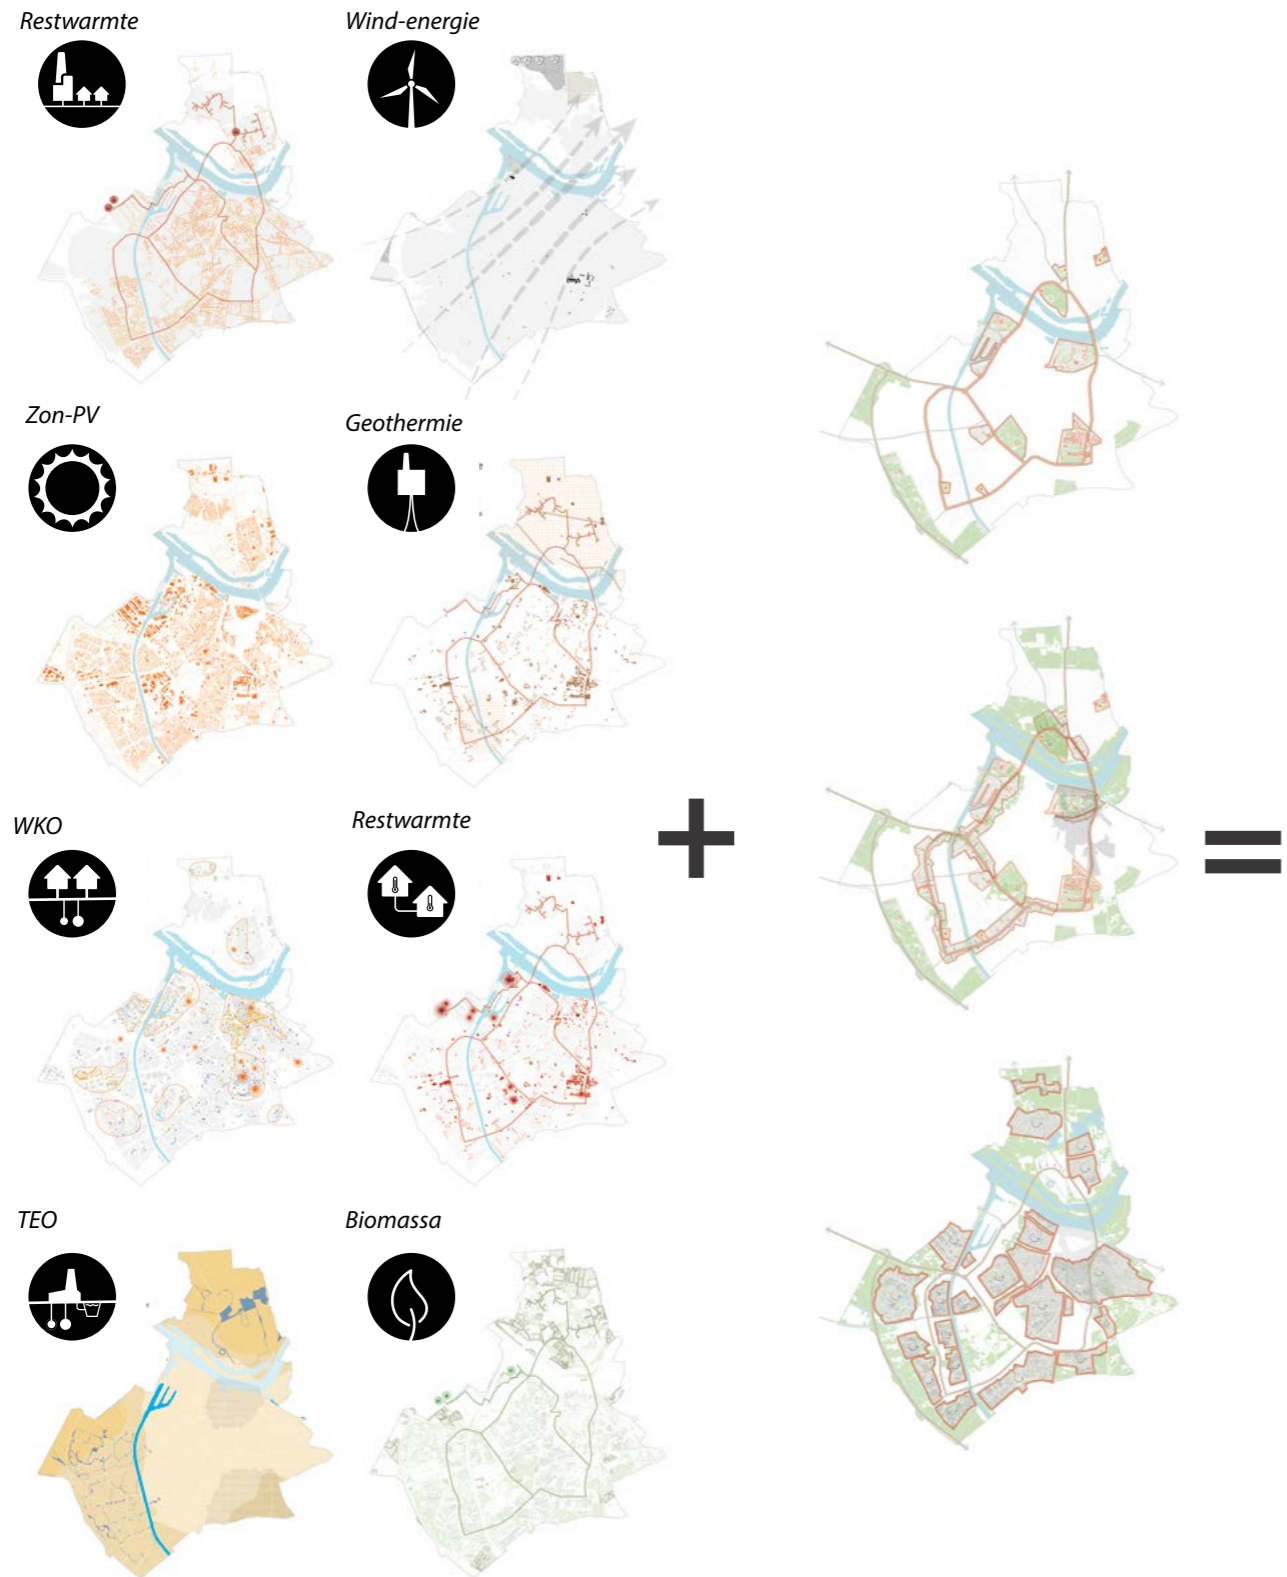 Restwarmte
Wind-energie
Zon-PV
Geothermie
WKO
Restwarmte
+
=
TEO
Biomassa